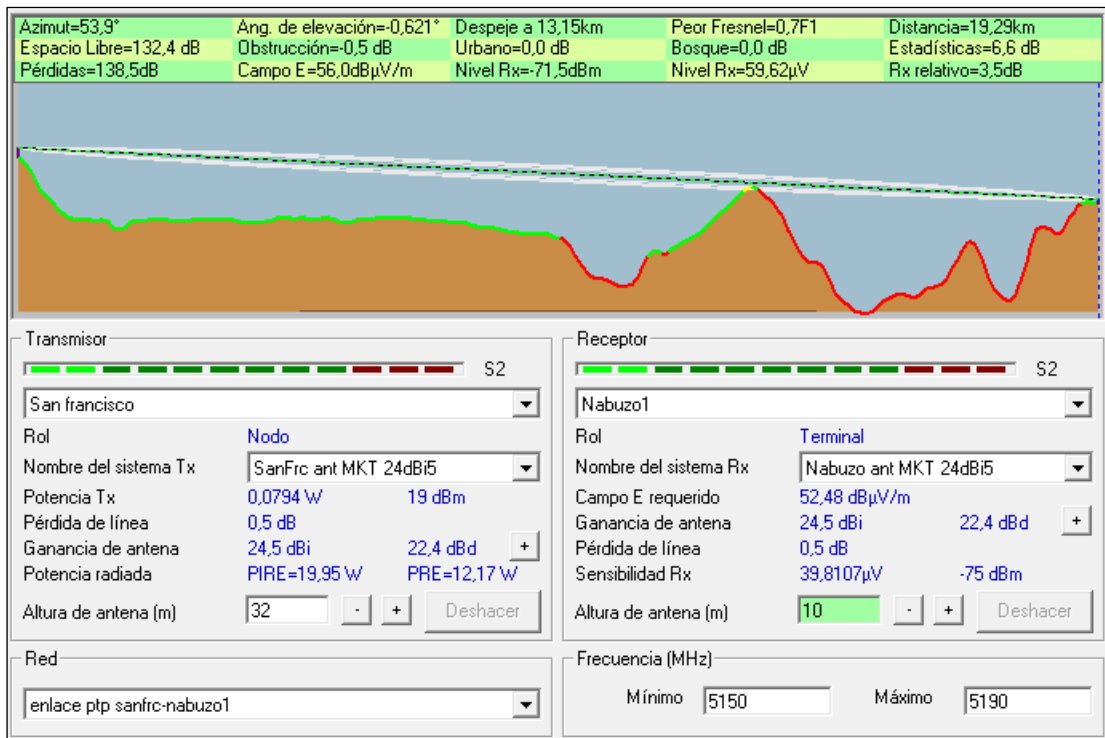 Azimut=53,9° Ang. de elevación=-0,621° Despeje a 13,15km Peor Fresnel=0,7F1 Distancia=19,29km
Espacio Libre=132,4 dB Obstrucción=-0,5 dB Urbano=0,0 dB Bosque=0,0 dB Estadísticas=6,6 dB
Pérdidas=138,5dB Campo E=56,0dBµV/m Nivel Rx=-71,5dBm Nivel Rx=59,62µV Rx relativo=3,5dB
Transmisor
S2
San francisco
Rol Nodo
Nombre del sistema Tx SanFrc ant MKT 24dBi5
Potencia Tx 0,0794 W 19 dBm
Pérdida de línea 0,5 dB
Ganancia de antena 24,5 dBi 22,4 dBd +
Potencia radiada PIRE=19,95 W PRE=12,17 W
Altura de antena (m) 32 - + Deshacer
Receptor
S2
Nabuzo1
Rol Terminal
Nombre del sistema Rx Nabuzo ant MKT 24dBi5
Campo E requerido 52,48 dBµV/m
Ganancia de antena 24,5 dBi 22,4 dBd +
Pérdida de línea 0,5 dB
Sensibilidad Rx 39,8107µV -75 dBm
Altura de antena (m) 10 - + Deshacer
Red
enlace ptp sanfrc-nabuzo1
Frecuencia (MHz)
Mínimo 5150 Máximo 5190